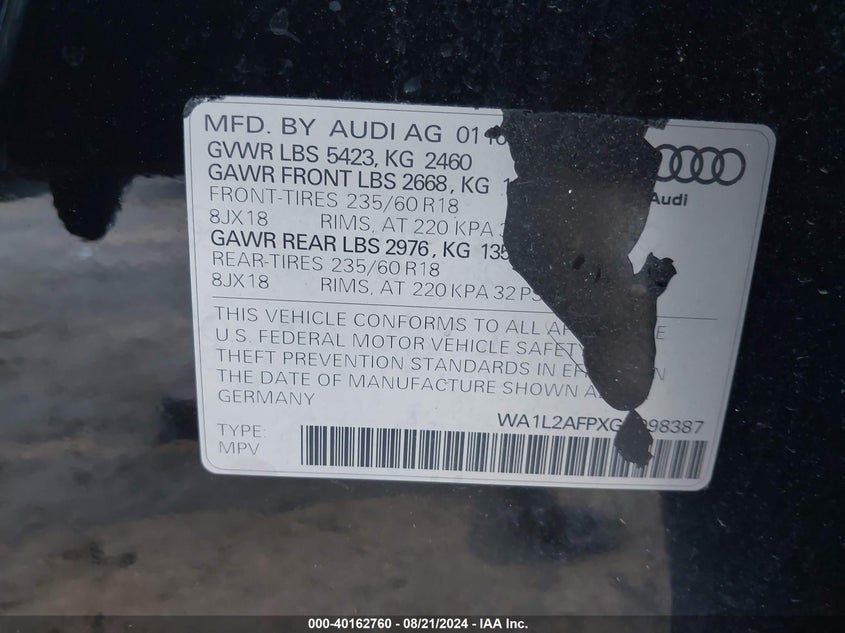 MFD. BY AUDI AG 01
GVWR LBS 5423, KG 2460
GAWR FRONT LBS 2668, KG
FRONT-TIRES 235/60 R18
8JX18 RIMS, AT 220 KPA
GAWR REAR LBS 2976, KG 135
REAR-TIRES 235/60 R18
8JX18 RIMS, AT 220 KPA 32 PS
Audi
THIS VEHICLE CONFORMS TO ALL
U.S. FEDERAL MOTOR VEHICLE SAFETY
THEFT PREVENTION STANDARDS IN
THE DATE OF MANUFACTURE SHOWN
GERMANY
WA1L2AFPXG 098387
TYPE:
MPV
000-40162760 - 08/21/2024 - IAA Inc.